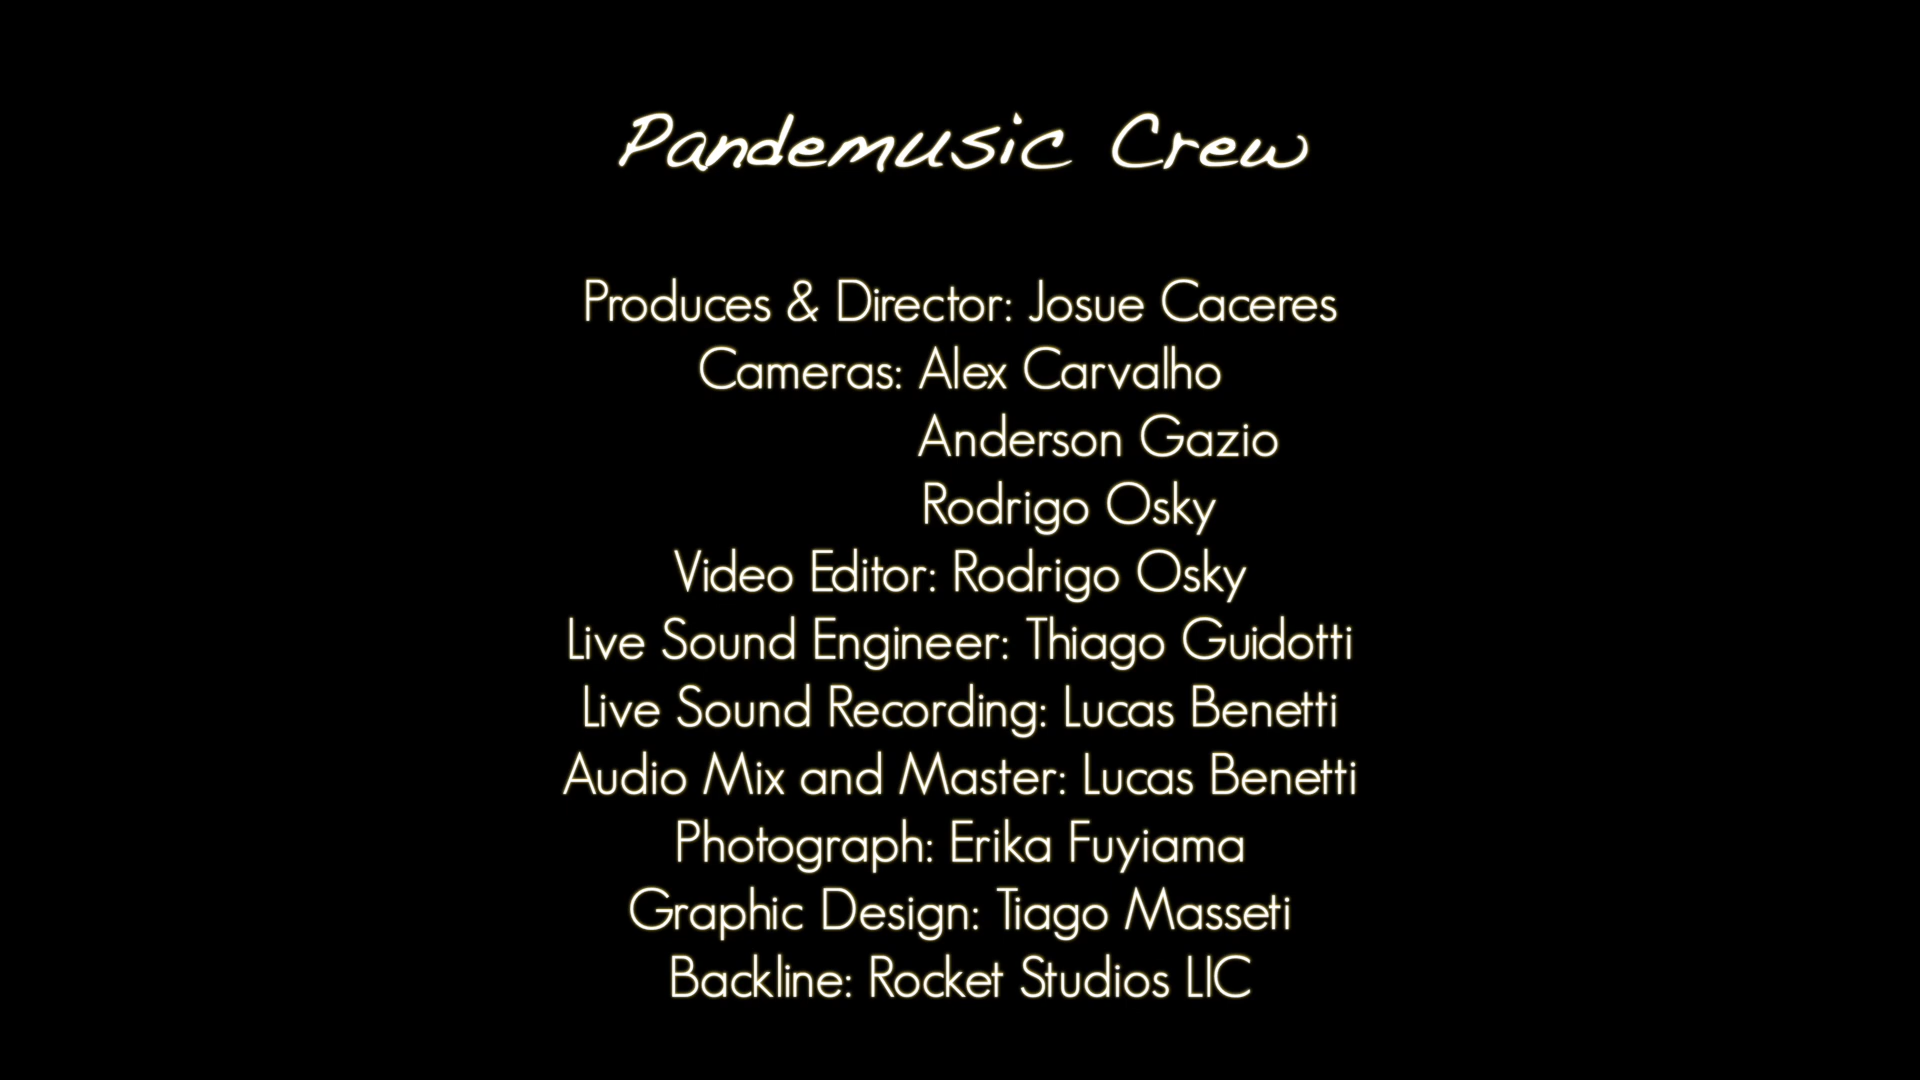 Pandemusic Crew
Produces & Director: Josue Caceres
Cameras: Alex Carvalho
Anderson Gazio
Rodrigo Osky
Video Editor: Rodrigo Osky
Live Sound Engineer: Thiago Guidotti
Live Sound Recording: Lucas Benetti
Audio Mix and Master: Lucas Benetti
Photograph: Erika Fuyiama
Graphic Design: Tiago Masseti
Backline: Rocket Studios LIC